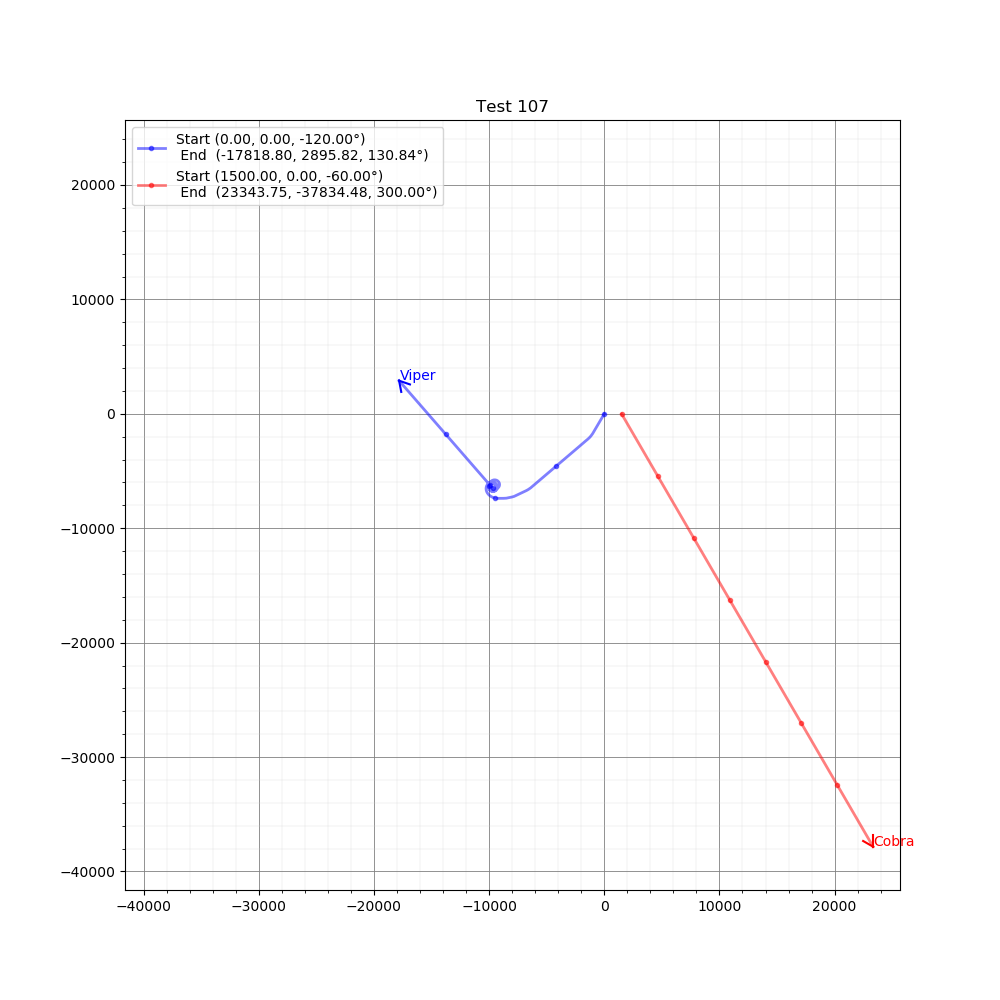 Test 107
Start (0.00, 0.00, -120.00°)
End (-17818.80, 2895.82, 130.84°)
Start (1500.00, 0.00, -60.00°)
End (23343.75, -37834.48, 300.00°)
20000
10000
0
−10000
−20000
−30000
−40000
Viper
Cobra
−40000 −30000 −20000 −10000 0 10000 20000